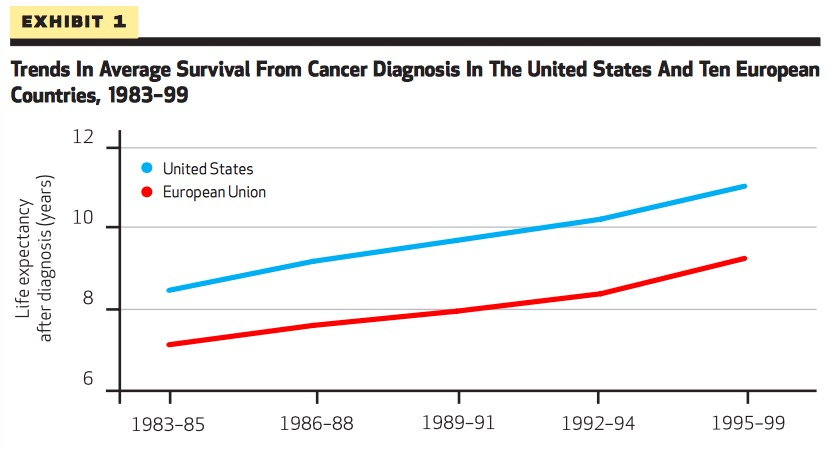 EXHIBIT 1
Trends In Average Survival From Cancer Diagnosis In The United States And Ten European
Countries, 1983–99
12
United States
European Union
10
8
6
Life expectancy
after diagnosis (years)
1983–85
1986–88
1989–91
1992–94
1995–99